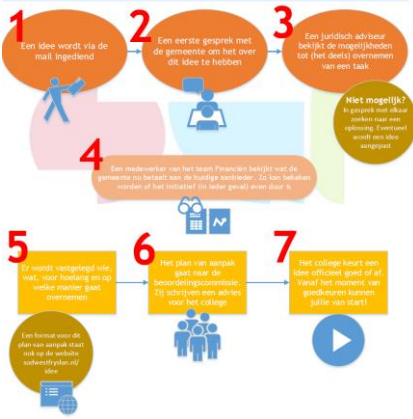 1
Een idee wordt via de
mail ingediend
2
Een eerste gesprek met
de gemeente om het over
dit idee te hebben
3
Een juridisch adviseur
bekijkt de mogelijkheden
tot (het deels) overnemen
van een taak
Niet mogelijk?
In gesprek met elkaar
zoeken naar een
oplossing. Eventueel
wordt een idee
aangepast
4
Een medewerker van het team Financiën bekijkt wat de
gemeente nu betaalt aan de huidige aanbieder. Zo kan bekeken
worden of het initiatief (in ieder geval) even duur is
5
Er wordt vastgelegd wie,
wat, voor hoelang en op
welke manier gaat
overnemen
6
Het plan van aanpak
gaat naar de
beoordelingscommissie.
Zij schrijven een advies
voor het college
7
Het college keurt een
idee officieel goed of af.
Vanaf het moment van
goedkeuren kunnen
jullie van start!
Een format voor dit
plan van aanpak staat
ook op de website
sudwestfryslan.nl/
idee